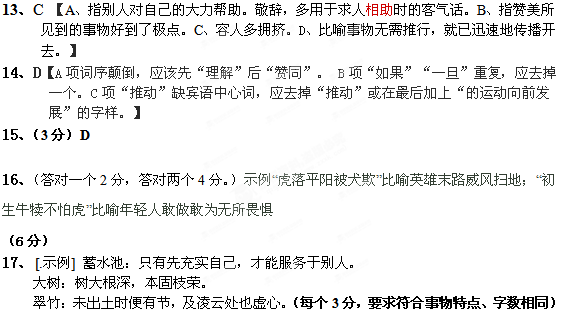 13、C 【A、指别人对自己的大力帮助。敬辞，多用于求人相助时的客气话。B、指赞美所
见到的事物好到了极点。C、容人多拥挤。D、比喻事物无需推行，就已迅速地传播开
去。】
14、D【A 项词序颠倒，应该先“理解”后“赞同”。 B 项“如果”“一旦”重复，应去掉
一个。C 项“推动”缺宾语中心词，应去掉“推动”或在最后加上“的运动向前发
展”的字样。】
15、（3 分）D
16、（答对一个 2 分，答对两个 4 分。）示例“虎落平阳被犬欺”比喻英雄末路威风扫地；“初
生牛犊不怕虎”比喻年轻人敢做敢为无所畏惧
（6 分）
17、 [.示例] 蓄水池：只有先充实自己，才能服务于别人。
大树：树大根深，本固枝荣。
翠竹：未出土时便有节，及凌云处也虚心。（每个 3 分，要求符合事物特点、字数相同）